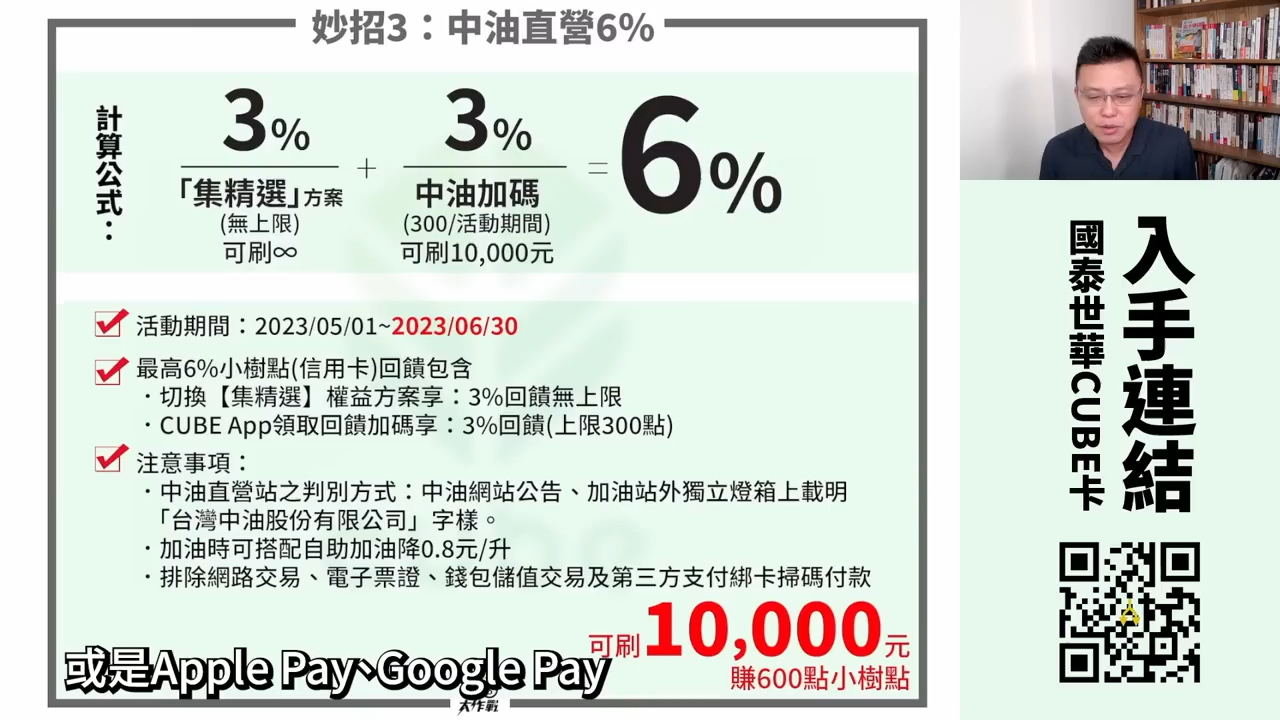 妙招3：中油直營6%
計算公式：
3% + 3% = 6%
「集精選」方案
(無上限)
可刷∞
中油加碼
(300/活動期間)
可刷10,000元
活動期間：2023/05/01~2023/06/30
最高6%小樹點(信用卡)回饋包含
・切換【集精選】權益方案享：3%回饋無上限
・CUBE App領取回饋加碼享：3%回饋(上限300點)
注意事項：
・中油直營站之判別方式：中油網站公告、加油站外獨立燈箱上載明
「台灣中油股份有限公司」字樣。
・加油時可搭配自助加油降0.8元/升
・排除網路交易、電子票證、錢包儲值交易及第三方支付綁卡掃碼付款
可刷10,000元
賺600點小樹點
或是Apple Pay、Google Pay
大作戰
入手連結
國泰世華CUBE卡